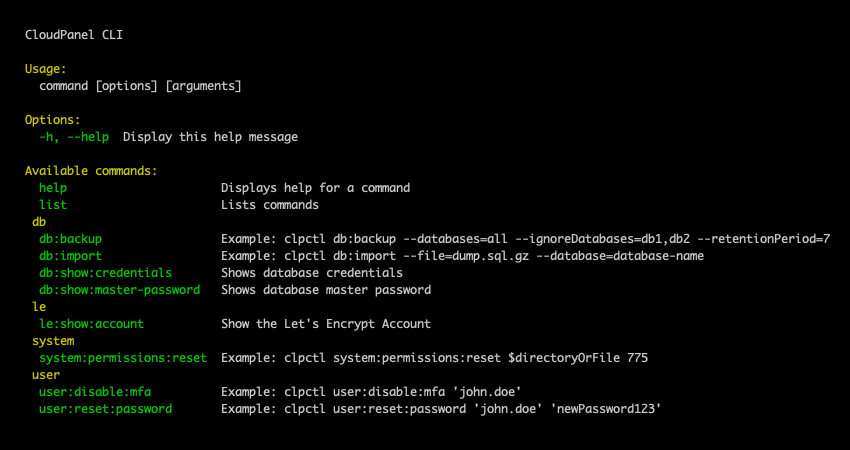 CloudPanel CLI
Usage:
command [options] [arguments]
Options:
-h, --help  Display this help message
Available commands:
help  Displays help for a command
list  Lists commands
db
db:backup  Example: clpctl db:backup --databases=all --ignoreDatabases=db1,db2 --retentionPeriod=7
db:import  Example: clpctl db:import --file=dump.sql.gz --database=database-name
db:show:credentials  Shows database credentials
db:show:master-password  Shows database master password
le
le:show:account  Show the Let's Encrypt Account
system
system:permissions:reset  Example: clpctl system:permissions:reset $directoryOrFile 775
user
user:disable:mfa  Example: clpctl user:disable:mfa 'john.doe'
user:reset:password  Example: clpctl user:reset:password 'john.doe' 'newPassword123'